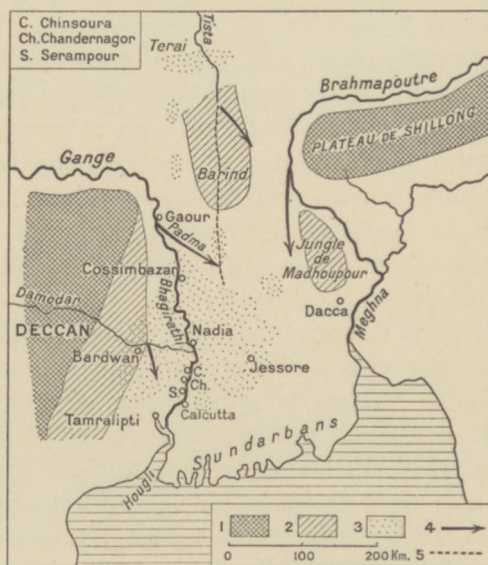 C. Chinsoura
Ch. Chandernagor
S. Serampour
Tista
Terai
Brahmapoutre
PLATEAU DE SHILLONG
Gange
Barind
Gaour
Padma
Jungle
de
Madhoupour
Cossimbazar
Bhagirathi
Damodar
Dacca
Meghna
DECCAN
Nadia
Bardwan
Jessore
C.
Ch.
S.
Tamralipti
Calcutta
Soundarbans
Hougli
1 2 3 4
0 100 200 Km. 5